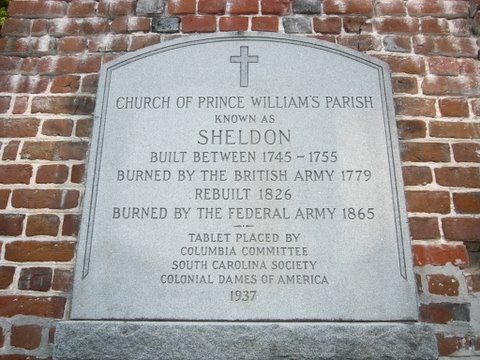 CHURCH OF PRINCE WILLIAM'S PARISH
KNOWN AS
SHELDON
BUILT BETWEEN 1745 - 1755
BURNED BY THE BRITISH ARMY 1779
REBUILT 1826
BURNED BY THE FEDERAL ARMY 1865
TABLET PLACED BY
COLUMBIA COMMITTEE
SOUTH CAROLINA SOCIETY
COLONIAL DAMES OF AMERICA
1937